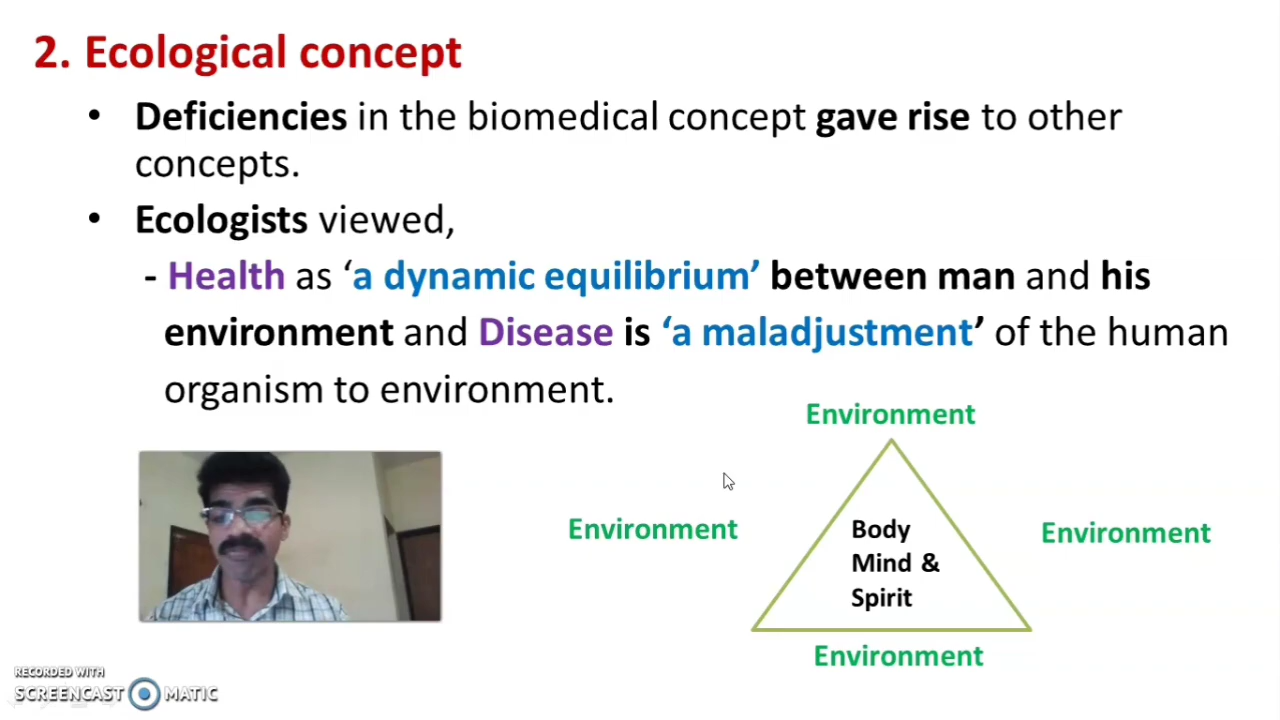 2. Ecological concept
• Deficiencies in the biomedical concept gave rise to other
concepts.
• Ecologists viewed,
- Health as ‘a dynamic equilibrium’ between man and his
environment and Disease is ‘a maladjustment’ of the human
organism to environment.
Environment
Environment
Body
Mind &
Spirit
Environment
Environment
RECORDED WITH
SCREENCAST MATIC